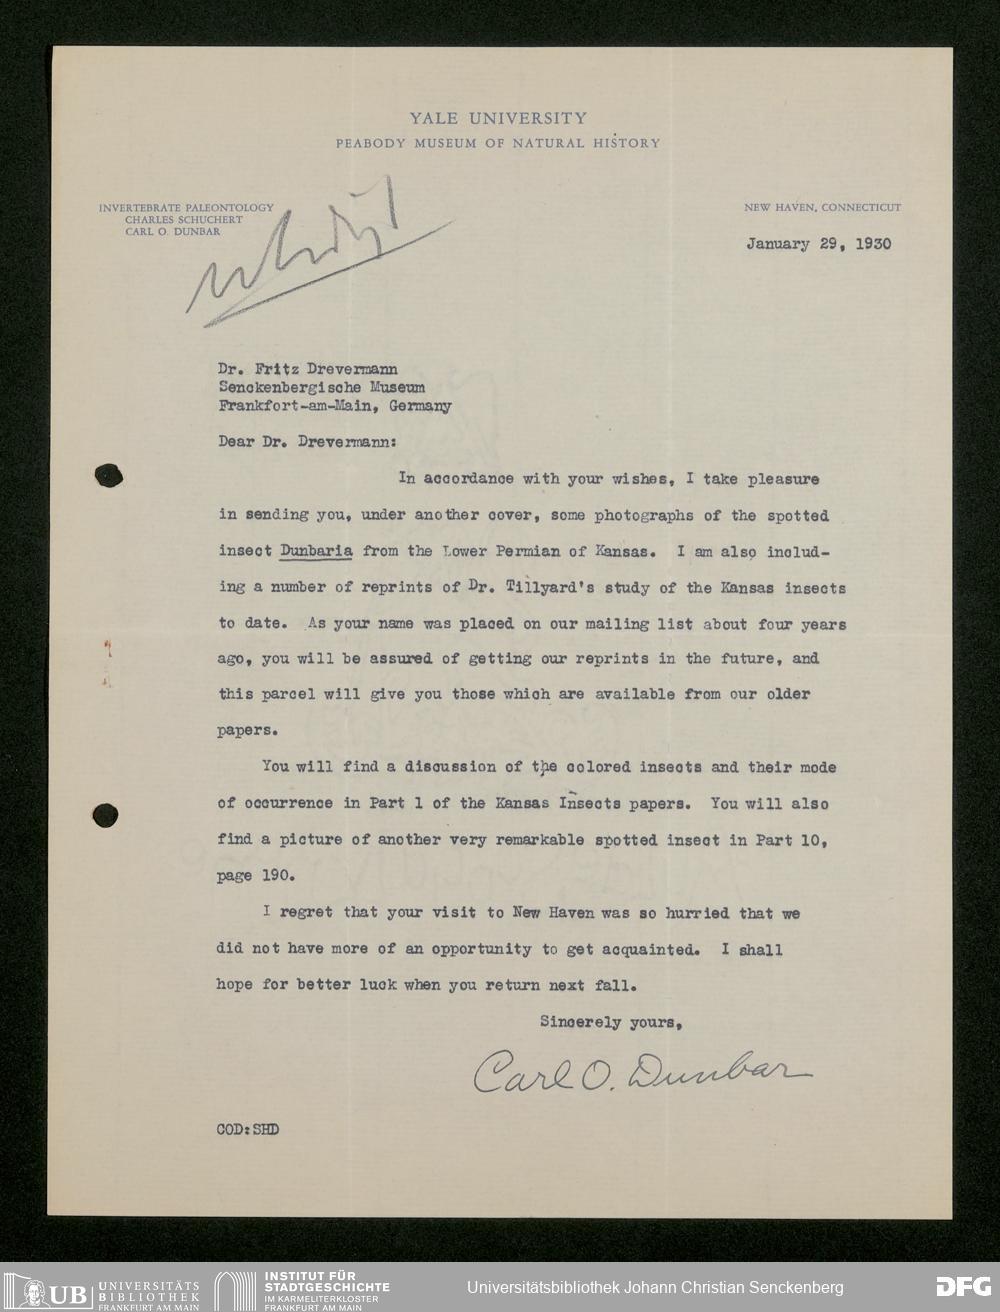 YALE UNIVERSITY
PEABODY MUSEUM OF NATURAL HISTORY
INVERTEBRATE PALEONTOLOGY
CHARLES SCHUCHERT
CARL O. DUNBAR
NEW HAVEN, CONNECTICUT
January 29, 1930
Dr. Fritz Drevermann
Senckenbergische Museum
Frankfort-am-Main, Germany
Dear Dr. Drevermann:
In accordance with your wishes, I take pleasure
in sending you, under another cover, some photographs of the spotted
insect Dunbaria from the Lower Permian of Kansas. I am also includ-
ing a number of reprints of Dr. Tillyard's study of the Kansas insects
to date. As your name was placed on our mailing list about four years
ago, you will be assured of getting our reprints in the future, and
this parcel will give you those which are available from our older
papers.
You will find a discussion of the colored insects and their mode
of occurrence in Part 1 of the Kansas Insects papers. You will also
find a picture of another very remarkable spotted insect in Part 10,
page 190.
I regret that your visit to New Haven was so hurried that we
did not have more of an opportunity to get acquainted. I shall
hope for better luck when you return next fall.
Sincerely yours,
Carl O. Dunbar
COD:SHD
UB UNIVERSITÄTS
BIBLIOTHEK
FRANKFURT AM MAIN
INSTITUT FÜR
STADTGESCHICHTE
IM KARMELITERKLOSTER
FRANKFURT AM MAIN
Universitätsbibliothek Johann Christian Senckenberg
DFG